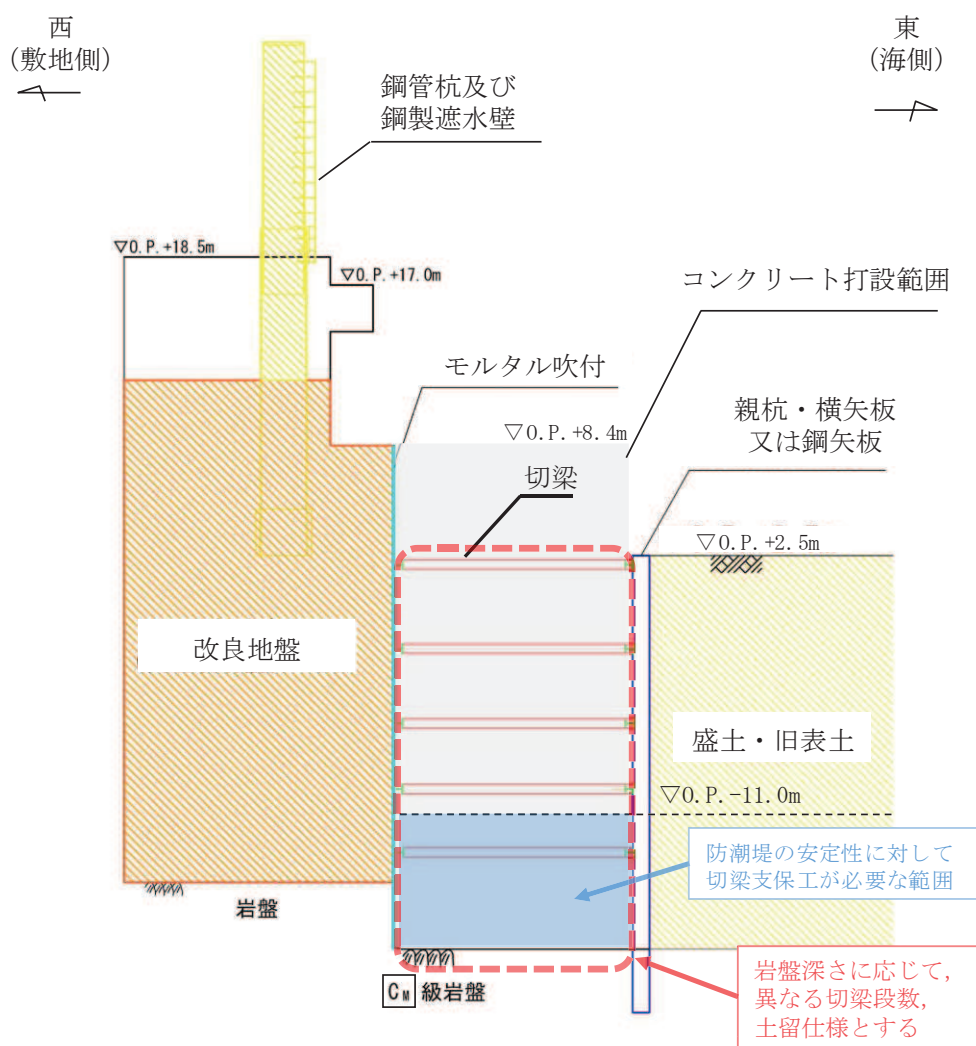 西
(敷地側)
東
(海側)
鋼管杭及び
鋼製遮水壁
▽O.P.+18.5m
▽O.P.+17.0m
コンクリート打設範囲
モルタル吹付
▽O.P.+8.4m
親杭・横矢板
又は鋼矢板
切梁
▽O.P.+2.5m
改良地盤
盛土・旧表土
▽O.P.-11.0m
防潮堤の安定性に対して
切梁支保工が必要な範囲
岩盤
岩盤深さに応じて,
異なる切梁段数,
土留仕様とする
CM 級岩盤